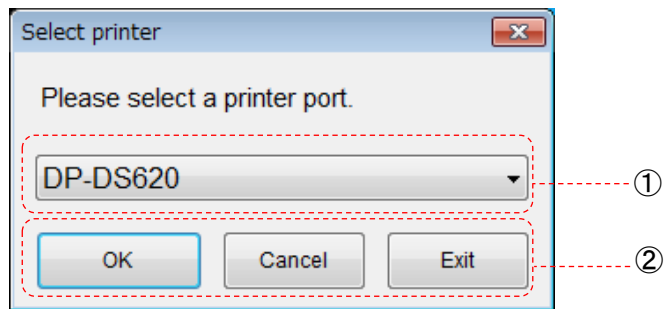 Select printer
Please select a printer port.
DP-DS620
①
OK Cancel Exit
②